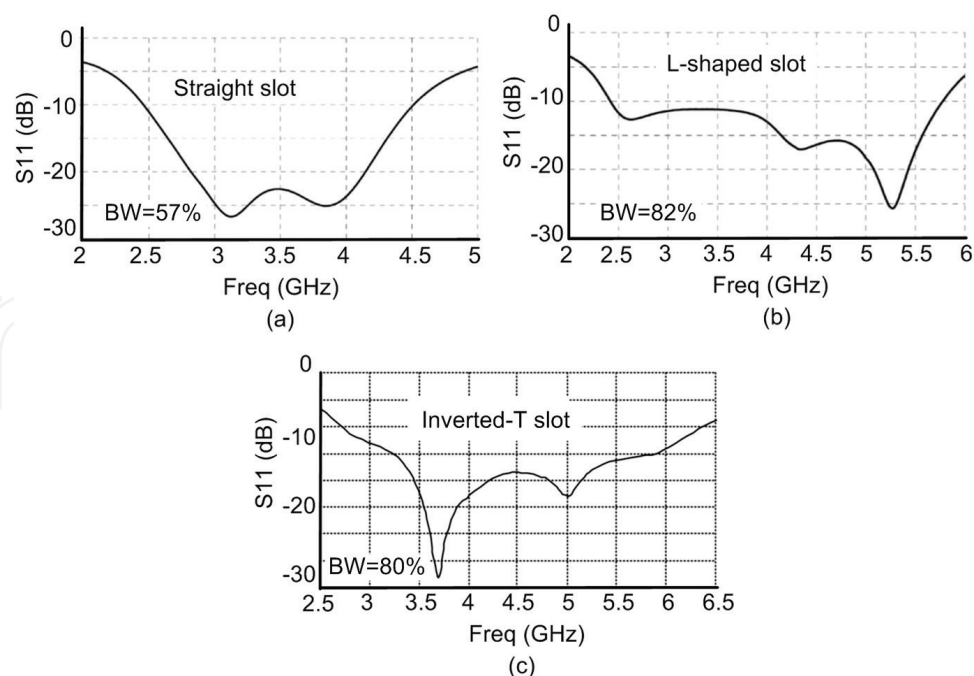 0
-10
-20
-30
S11 (dB)
Straight slot
BW=57%
2 2.5 3 3.5 4 4.5 5
Freq (GHz)
(a)
0
-10
-20
-30
S11 (dB)
L-shaped slot
BW=82%
2 2.5 3 3.5 4 4.5 5 5.5 6
Freq (GHz)
(b)
0
-10
-20
-30
S11 (dB)
Inverted-T slot
BW=80%
2.5 3 3.5 4 4.5 5 5.5 6 6.5
Freq (GHz)
(c)